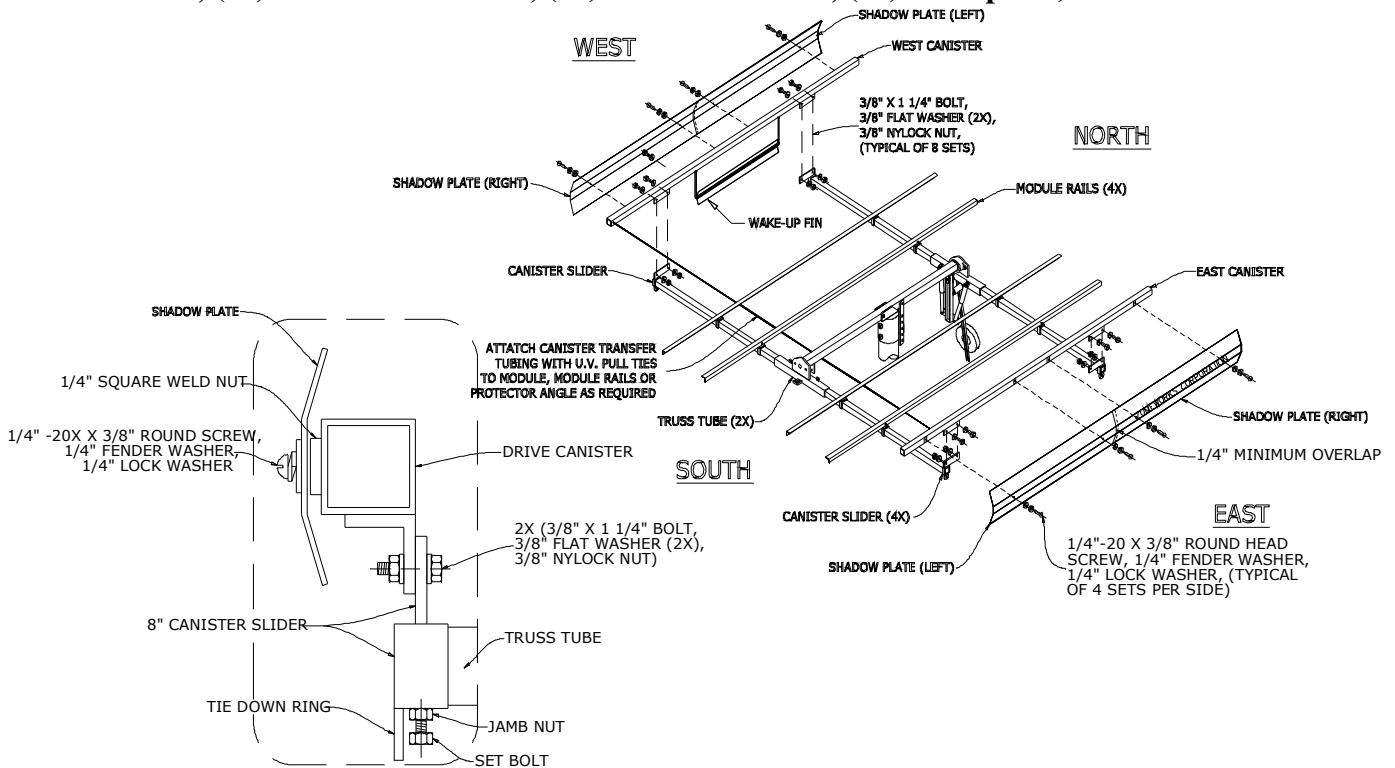 SHADOW PLATE (LEFT)
WEST
WEST CANISTER
3/8" X 1 1/4" BOLT,
3/8" FLAT WASHER (2X),
3/8" NYLOCK NUT,
(TYPICAL OF 8 SETS)
NORTH
SHADOW PLATE (RIGHT)
MODULE RAILS (4X)
WAKE-UP FIN
CANISTER SLIDER
EAST CANISTER
SHADOW PLATE
ATTATCH CANISTER TRANSFER
TUBING WITH U.V. PULL TIES
TO MODULE, MODULE RAILS OR
PROTECTOR ANGLE AS REQUIRED
1/4" SQUARE WELD NUT
TRUSS TUBE (2X)
SHADOW PLATE (RIGHT)
1/4" -20X X 3/8" ROUND SCREW,
1/4" FENDER WASHER,
1/4" LOCK WASHER
DRIVE CANISTER
SOUTH
1/4" MINIMUM OVERLAP
CANISTER SLIDER (4X)
EAST
2X (3/8" X 1 1/4" BOLT,
3/8" FLAT WASHER (2X),
3/8" NYLOCK NUT)
1/4"-20 X 3/8" ROUND HEAD
SCREW, 1/4" FENDER WASHER,
1/4" LOCK WASHER, (TYPICAL
OF 4 SETS PER SIDE)
SHADOW PLATE (LEFT)
8" CANISTER SLIDER
TRUSS TUBE
TIE DOWN RING
JAMB NUT
SET BOLT